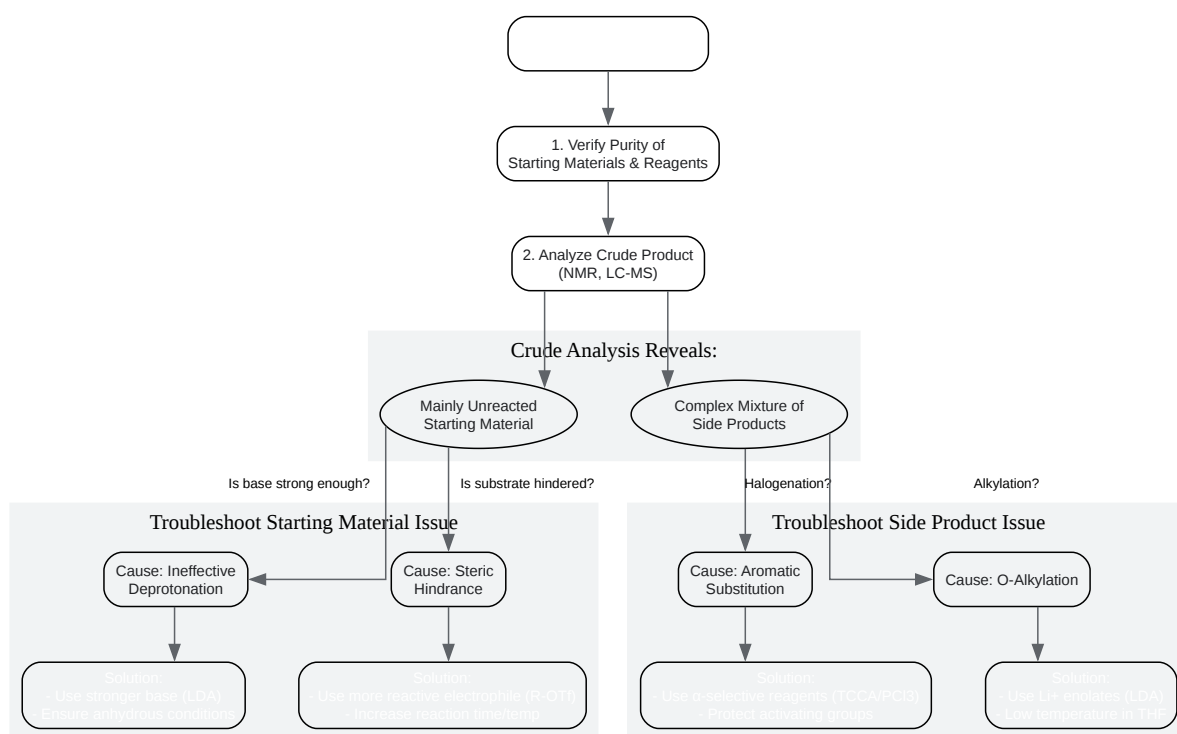 1. Verify Purity of
Starting Materials & Reagents
2. Analyze Crude Product
(NMR, LC-MS)
Crude Analysis Reveals:
Mainly Unreacted
Starting Material
Complex Mixture of
Side Products
Is base strong enough?
Is substrate hindered?
Halogenation?
Alkylation?
Troubleshoot Starting Material Issue
Troubleshoot Side Product Issue
Cause: Ineffective
Deprotonation
Cause: Steric
Hindrance
Cause: Aromatic
Substitution
Cause: O-Alkylation
Solution:
- Use stronger base (LDA)
- Ensure anhydrous conditions
Solution:
- Use more reactive electrophile (R-OTf)
- Increase reaction time/temp
Solution:
- Use α-selective reagents (TCCA/PCl3)
- Protect activating groups
Solution:
- Use Li+ enolates (LDA)
- Low temperature in THF